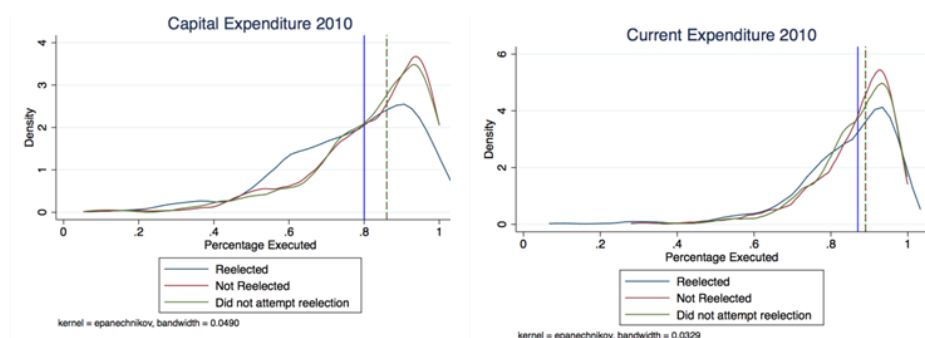 Capital Expenditure 2010
4
3
2
1
0
Density
0 .2 .4 .6 .8 1
Percentage Executed
Reelected
Not Reelected
Did not attempt reelection
kernel = epanechnikov, bandwidth = 0.0490
Current Expenditure 2010
6
4
2
0
Density
0 .2 .4 .6 .8 1
Percentage Executed
Reelected
Not Reelected
Did not attempt reelection
kernel = epanechnikov, bandwidth = 0.0329